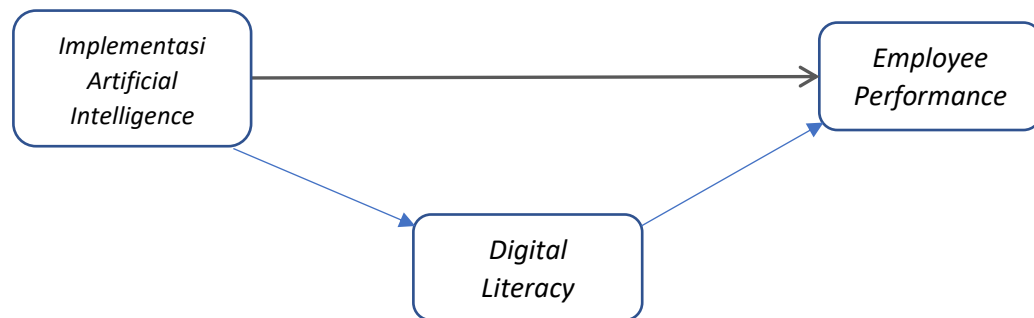 Implementasi
Artificial
Intelligence
Employee
Performance
Digital
Literacy